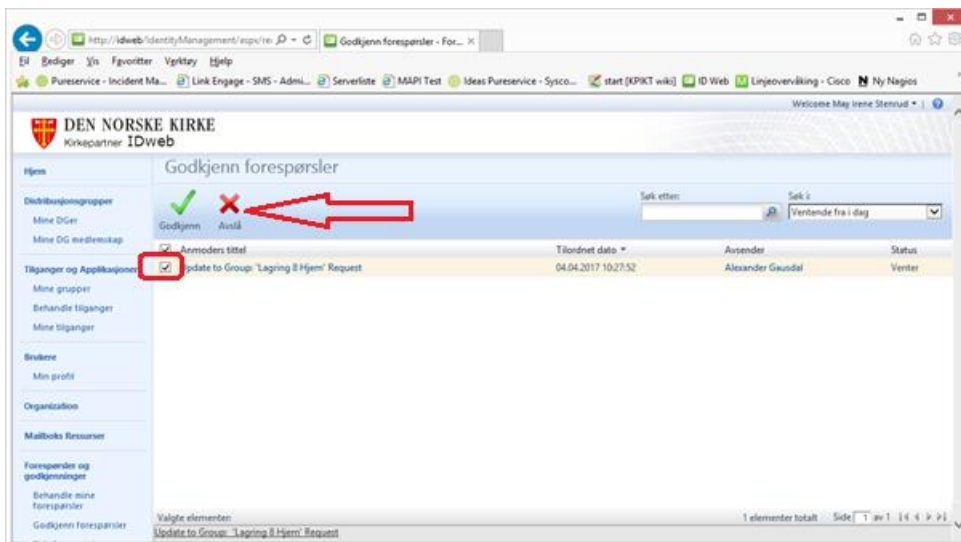 http://idweb/IdentityManagement/aspx/re
Godkjenn forespørsler - For...
Fil Rediger Vis Favoritter Verktøy Hjelp
Pureservice - Incident Ma... Link Engage - SMS - Admi... Serverliste MAPI Test Ideas Pureservice - Sysco... start [KPIKT wiki] ID Web Linjeovervåking - Cisco Ny Nagios
Welcome May Irene Stenrud
DEN NORSKE KIRKE
Kirkepartner IDweb
Hjem
Godkjenn forespørsler
Distribusjonsgrupper
Mine DGer
Mine DG medlemskap
Godkjenn Avslå
Søk etter: Søk i:
Ventende fra i dag
Anmoders tittel Tilordnet dato Avsender Status
Update to Group: 'Lagring 8 Hjem' Request 04.04.2017 10:27:52 Alexander Gausdal Venter
Tilganger og Applikasjoner
Mine grupper
Behandle tilganger
Mine tilganger
Brukere
Min profil
Organization
Mailboks Ressurser
Forespørsler og
godkjenninger
Behandle mine
forespørsler
Godkjenn forespørsler
Valgte elementer:
1 elementer totalt Side 1 av 1
Update to Group: 'Lagring 8 Hjem' Request